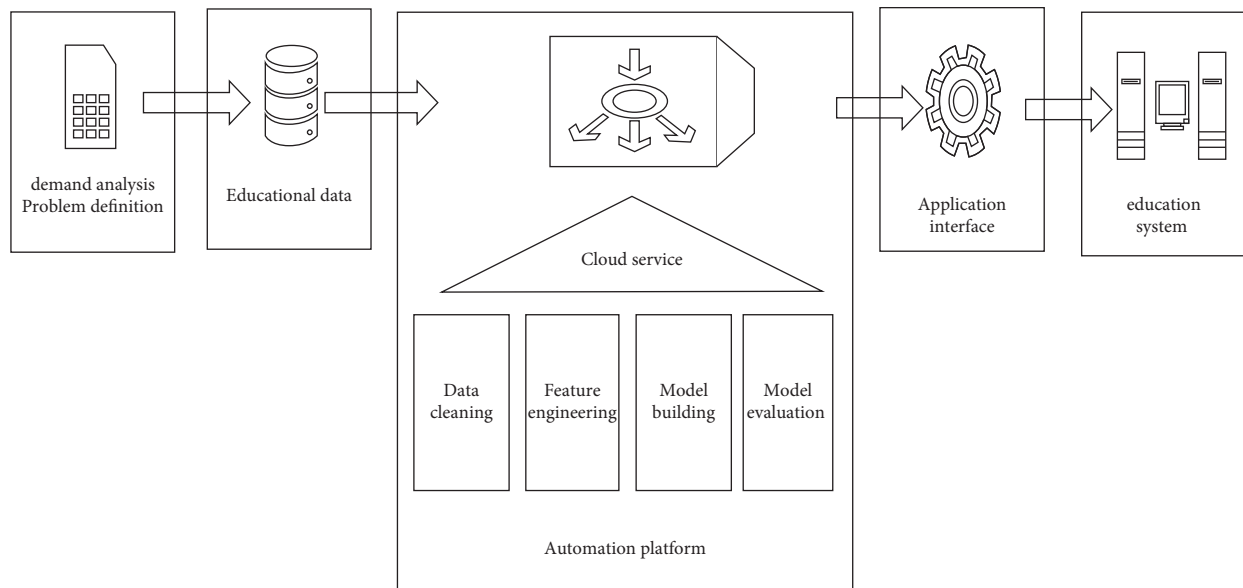 demand analysis
Problem definition
Educational data
Cloud service
Data
cleaning
Feature
engineering
Model
building
Model
evaluation
Automation platform
Application
interface
education
system